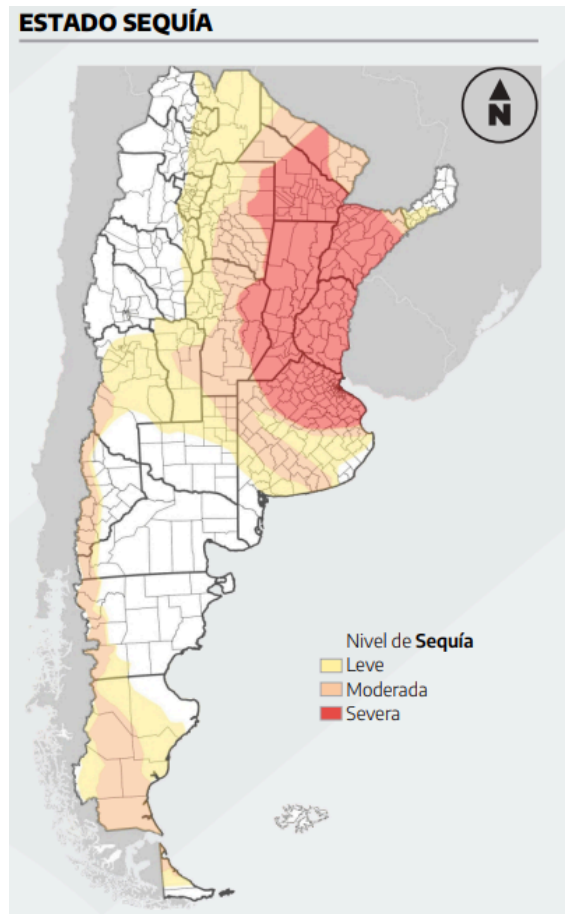 ESTADO SEQUÍA
N
Nivel de Sequía
Leve
Moderada
Severa